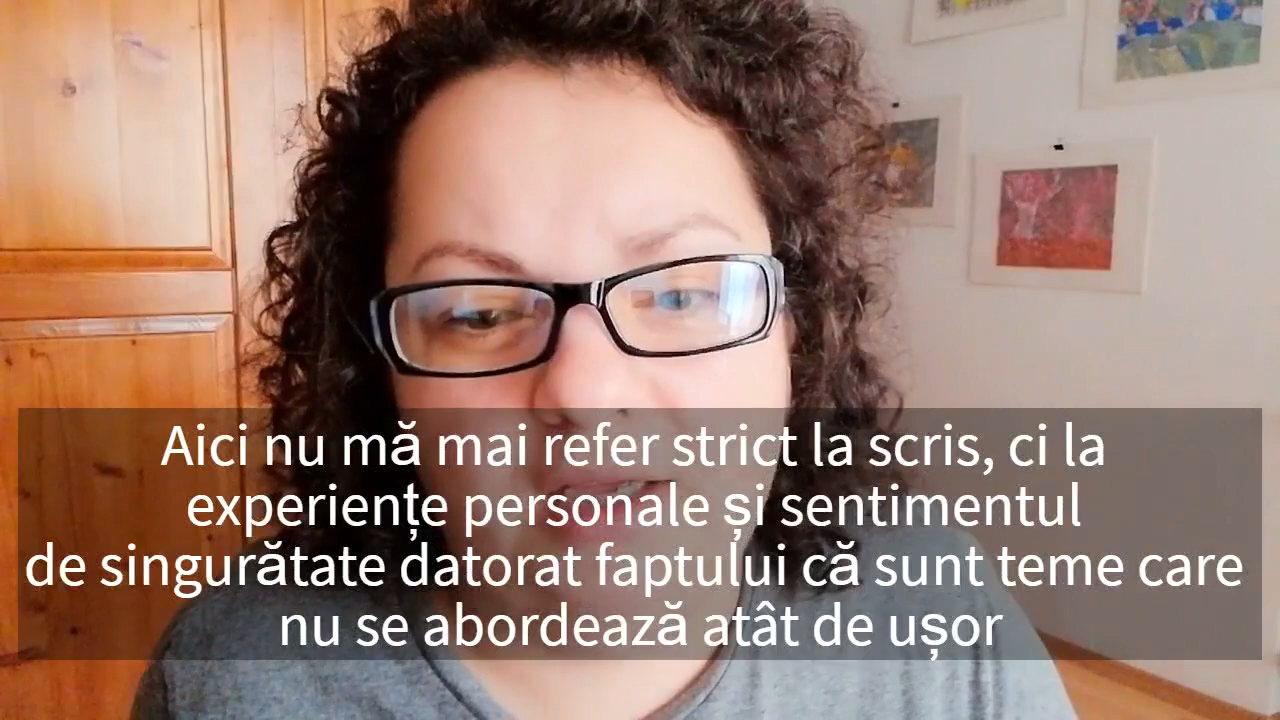 Aici nu mă mai refer strict la scris, ci la
experiențe personale și sentimentul
de singurătate datorat faptului că sunt teme care
nu se abordează atât de ușor